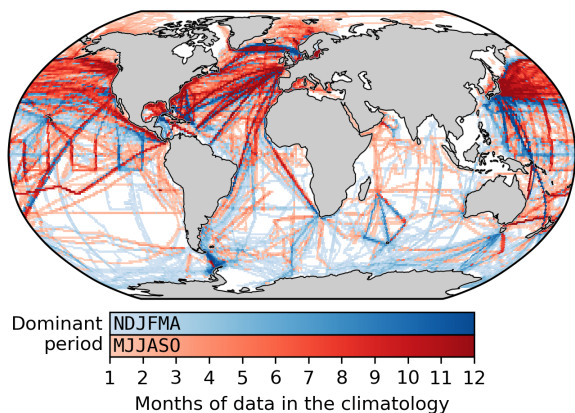 Dominant period
NDJFMA
MJJASO
1 2 3 4 5 6 7 8 9 10 11 12
Months of data in the climatology